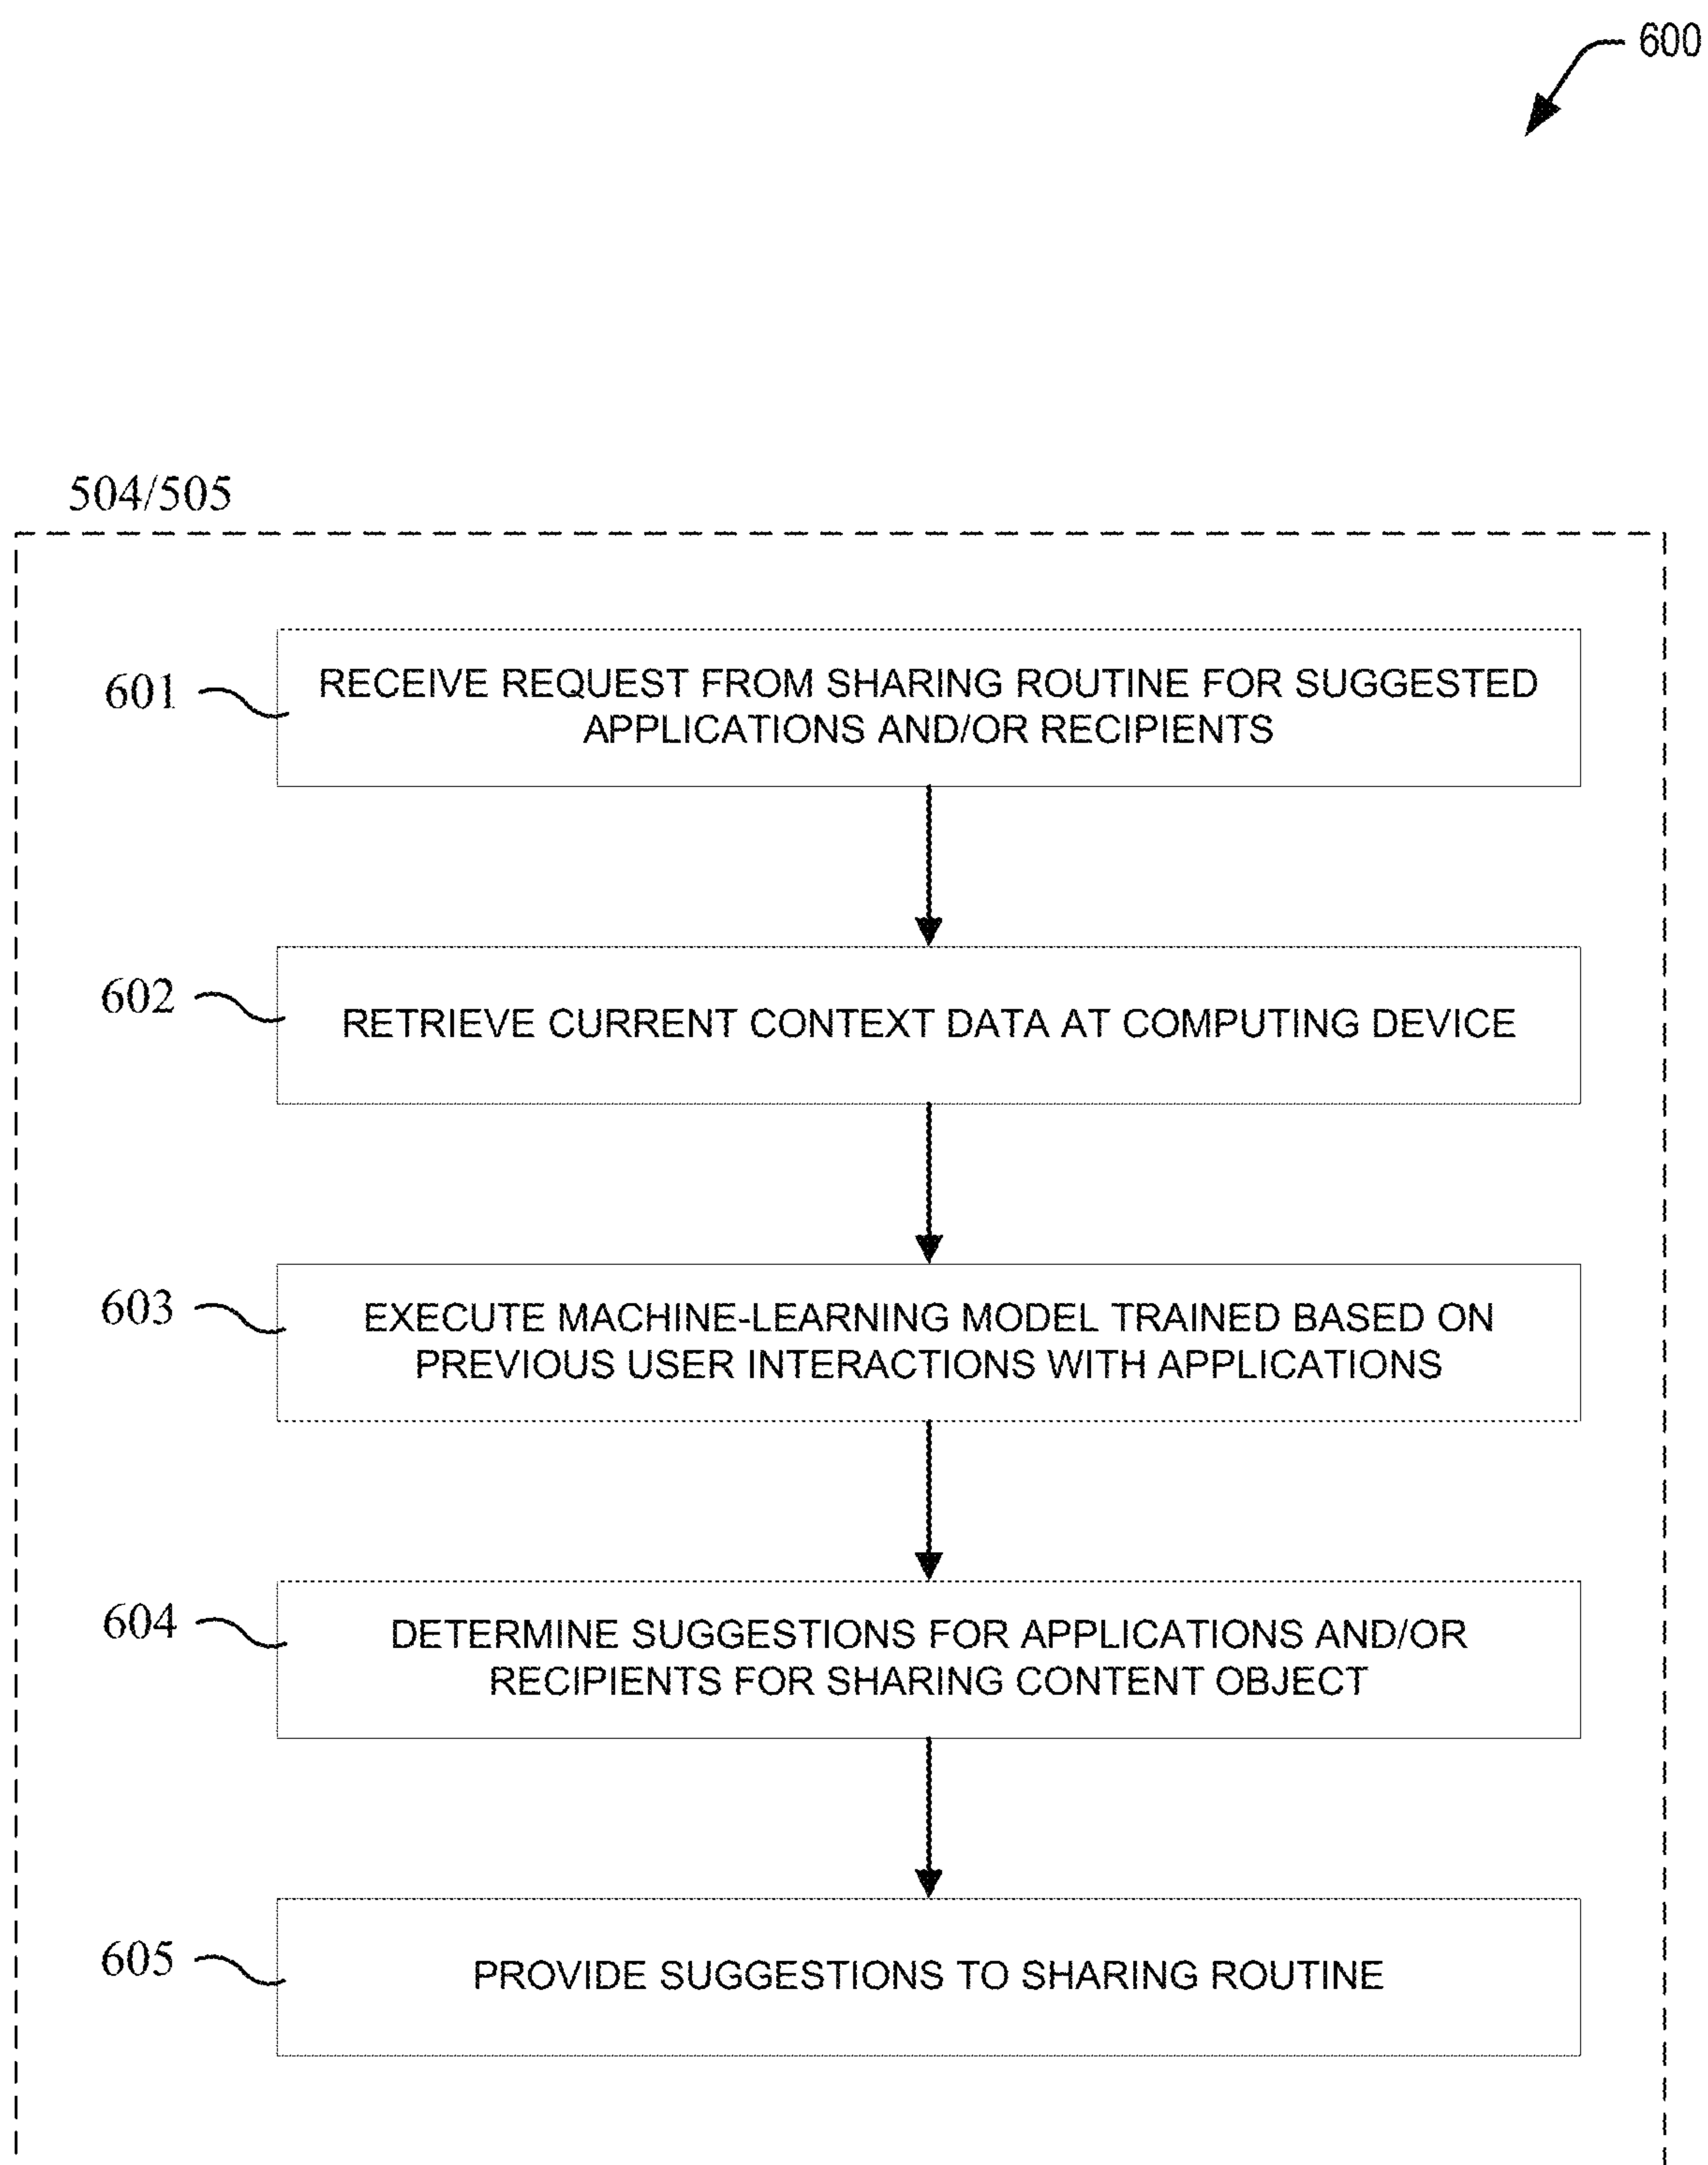 600
504/505
601
RECEIVE REQUEST FROM SHARING ROUTINE FOR SUGGESTED
APPLICATIONS AND/OR RECIPIENTS
602
RETRIEVE CURRENT CONTEXT DATA AT COMPUTING DEVICE
603
EXECUTE MACHINE-LEARNING MODEL TRAINED BASED ON
PREVIOUS USER INTERACTIONS WITH APPLICATIONS
604
DETERMINE SUGGESTIONS FOR APPLICATIONS AND/OR
RECIPIENTS FOR SHARING CONTENT OBJECT
605
PROVIDE SUGGESTIONS TO SHARING ROUTINE